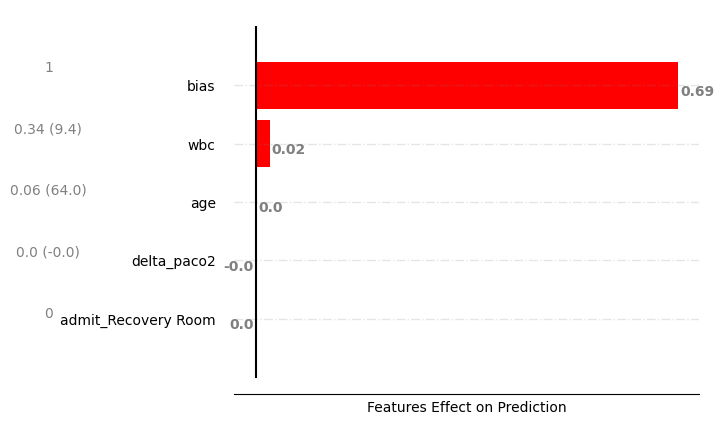 1 bias 0.69
0.34 (9.4) wbc 0.02
0.06 (64.0) age 0.0
0.0 (-0.0) delta_paco2 -0.0
0 admit_Recovery Room 0.0
Features Effect on Prediction